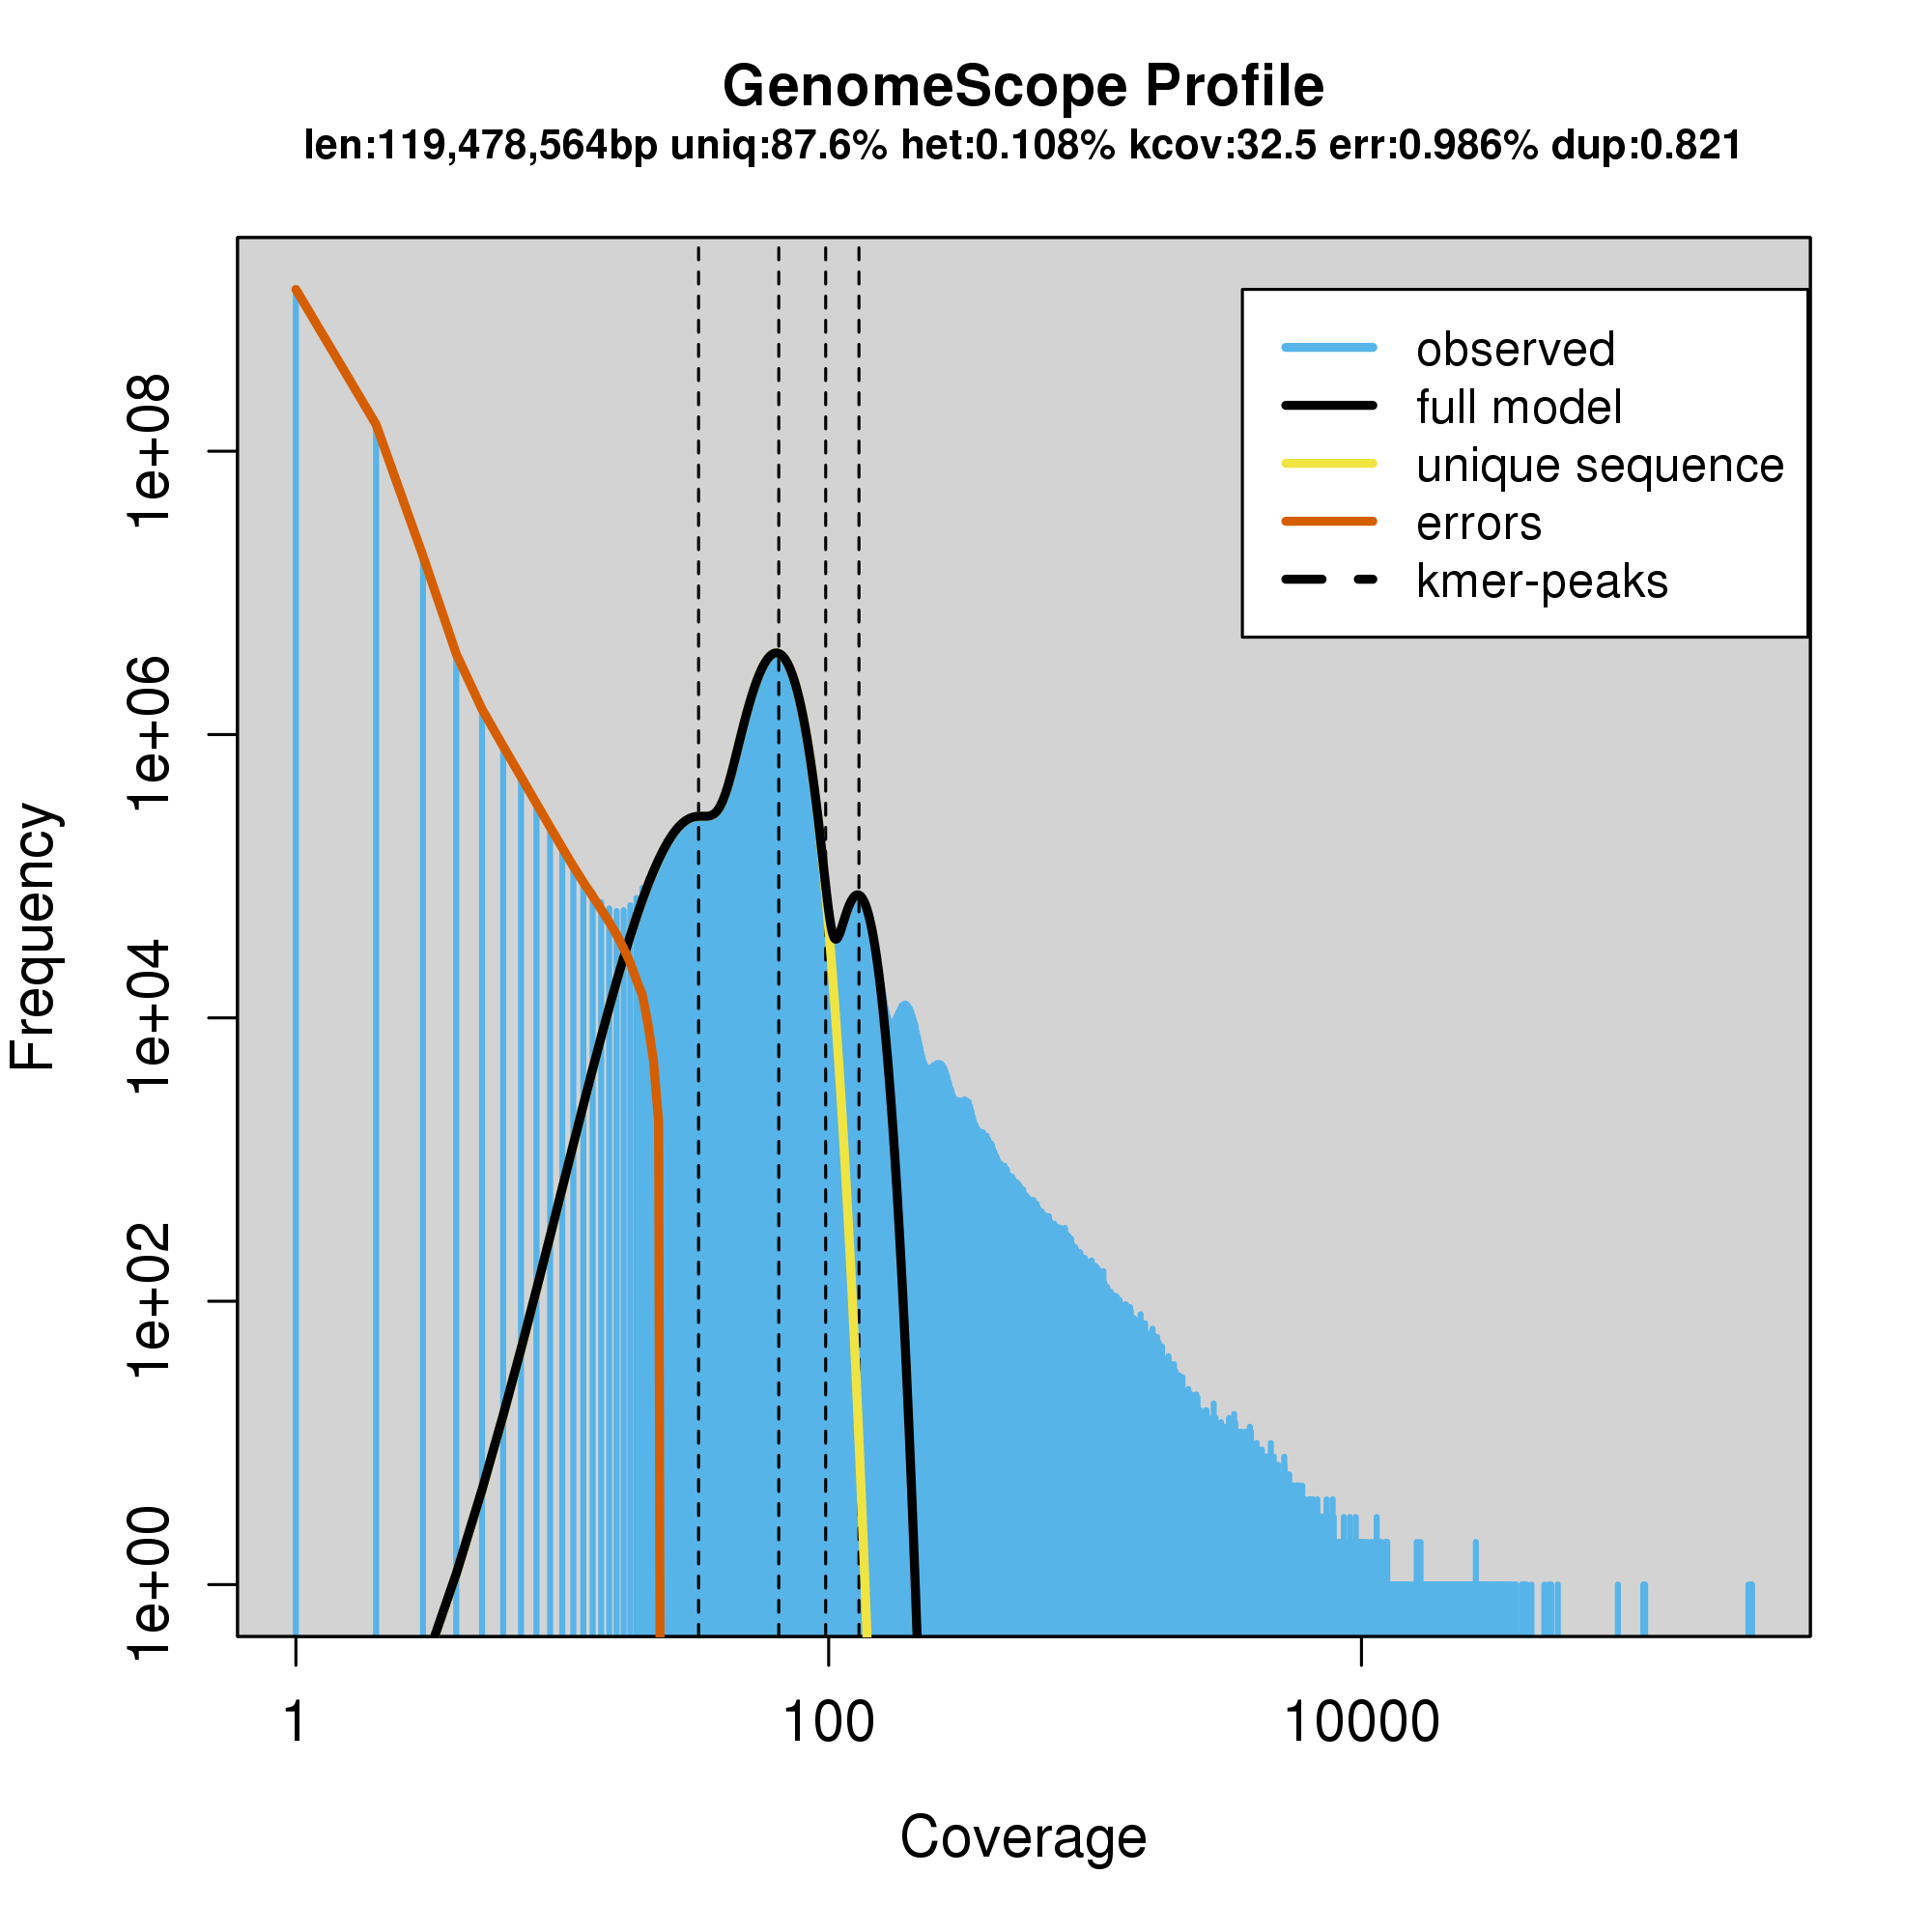 GenomeScope Profile
len:119,478,564bp uniq:87.6% het:0.108% kcov:32.5 err:0.986% dup:0.821
observed
full model
unique sequence
errors
kmer-peaks
Frequency
1e+08
1e+06
1e+04
1e+02
1e+00
1 100 10000
Coverage